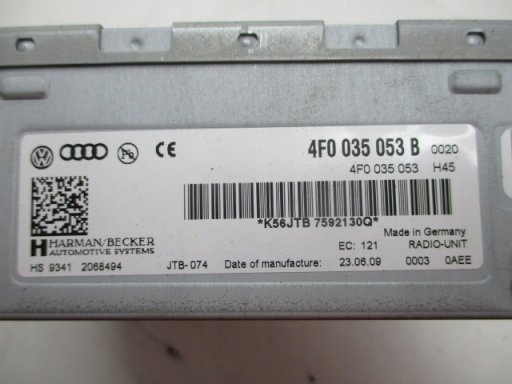 4F0 035 053 B 0020
4F0 035 053 H45
*K56JTB 7592130Q*
Made in Germany
HARMAN/BECKER
AUTOMOTIVE SYSTEMS
EC: 121 RADIO-UNIT
HS 9341 2068494 JTB-074 Date of manufacture: 23.06.09 0003 0AEE